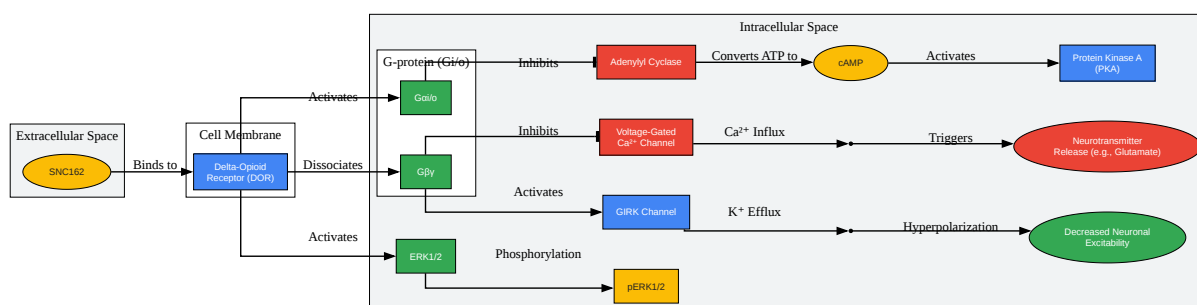 Intracellular Space
G-protein (Gi/o)
Inhibits
Adenylyl Cyclase
Converts ATP to
cAMP
Activates
Protein Kinase A
(PKA)
Activates
Gαi/o
Extracellular Space
Cell Membrane
Inhibits
Voltage-Gated
Ca²⁺ Channel
Ca²⁺ Influx
Triggers
Neurotransmitter
Release (e.g., Glutamate)
SNC162
Binds to
Delta-Opioid
Receptor (DOR)
Dissociates
Gβγ
Activates
GIRK Channel
K⁺ Efflux
Hyperpolarization
Decreased Neuronal
Excitability
Activates
ERK1/2
Phosphorylation
pERK1/2